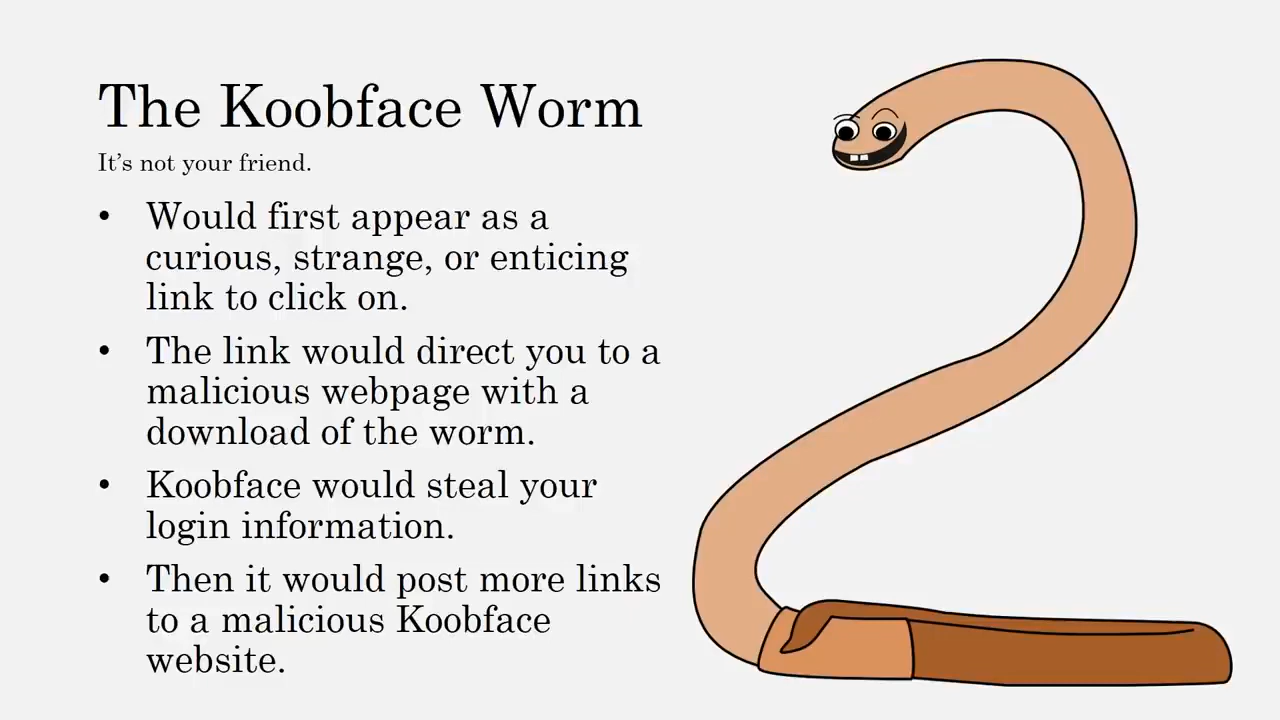 The Koobface Worm
It’s not your friend.
• Would first appear as a
curious, strange, or enticing
link to click on.
• The link would direct you to a
malicious webpage with a
download of the worm.
• Koobface would steal your
login information.
• Then it would post more links
to a malicious Koobface
website.